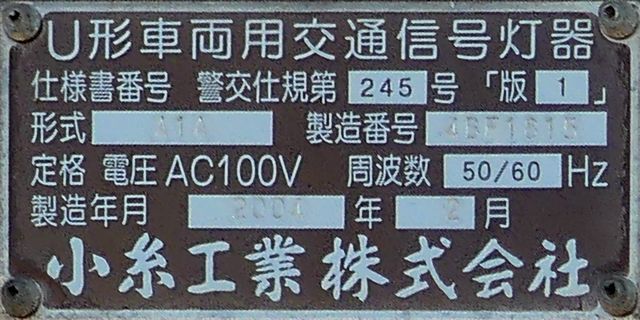 U形車両用交通信号灯器
仕様書番号 警交仕規第 245 号「版 1 」
形式 A1A 製造番号
定格 電圧 AC100V 周波数 50/60 Hz
製造年月 2004 年 2 月
小糸工業株式会社